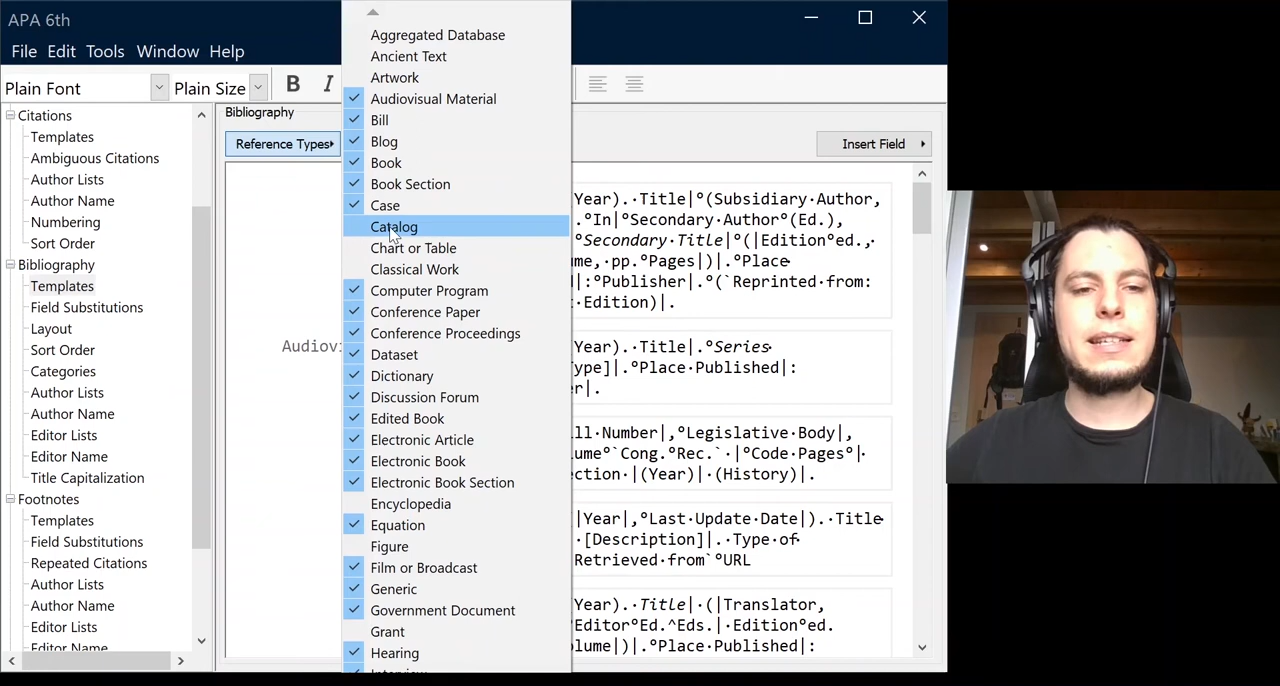 APA 6th
File Edit Tools Window Help
Plain Font Plain Size B I
Citations
Templates
Ambiguous Citations
Author Lists
Author Name
Numbering
Sort Order
Bibliography
Templates
Field Substitutions
Layout
Sort Order
Categories
Author Lists
Author Name
Editor Lists
Editor Name
Title Capitalization
Footnotes
Templates
Field Substitutions
Repeated Citations
Author Lists
Author Name
Editor Lists
Editor Name
Bibliography
Reference Types
Insert Field
Aggregated Database
Ancient Text
Artwork
Audiovisual Material
Bill
Blog
Book
Book Section
Case
Catalog
Chart or Table
Classical Work
Computer Program
Conference Paper
Conference Proceedings
Dataset
Dictionary
Discussion Forum
Edited Book
Electronic Article
Electronic Book
Electronic Book Section
Encyclopedia
Equation
Figure
Film or Broadcast
Generic
Government Document
Grant
Hearing
Interview
Audiov
Year).·Title|°(Subsidiary·Author,
.°In|°Secondary·Author°(Ed.),
°Secondary·Title|°(|Edition°ed.,·
ume,·pp.°Pages|)|.°Place·
|:°Publisher|.°(`Reprinted·from:
t·Edition)|.
Year).·Title|.°Series·
Type]|.°Place·Published|:
er|.
ill·Number|,°Legislative·Body|,
olume°`Cong.°Rec.`·|°Code·Pages°|·
ection·|(Year)|·(History)|.
|Year|,°Last·Update·Date|).·Title·
·[Description]|.·Type·of·
Retrieved·from`°URL
Year).·Title|·(|Translator,
°Editor°Ed.^Eds.|·Edition°ed.
lume|)|.°Place·Published|: